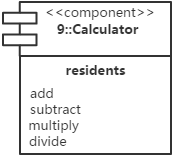 <<component>>
9::Calculator
residents
add
subtract
multiply
divide